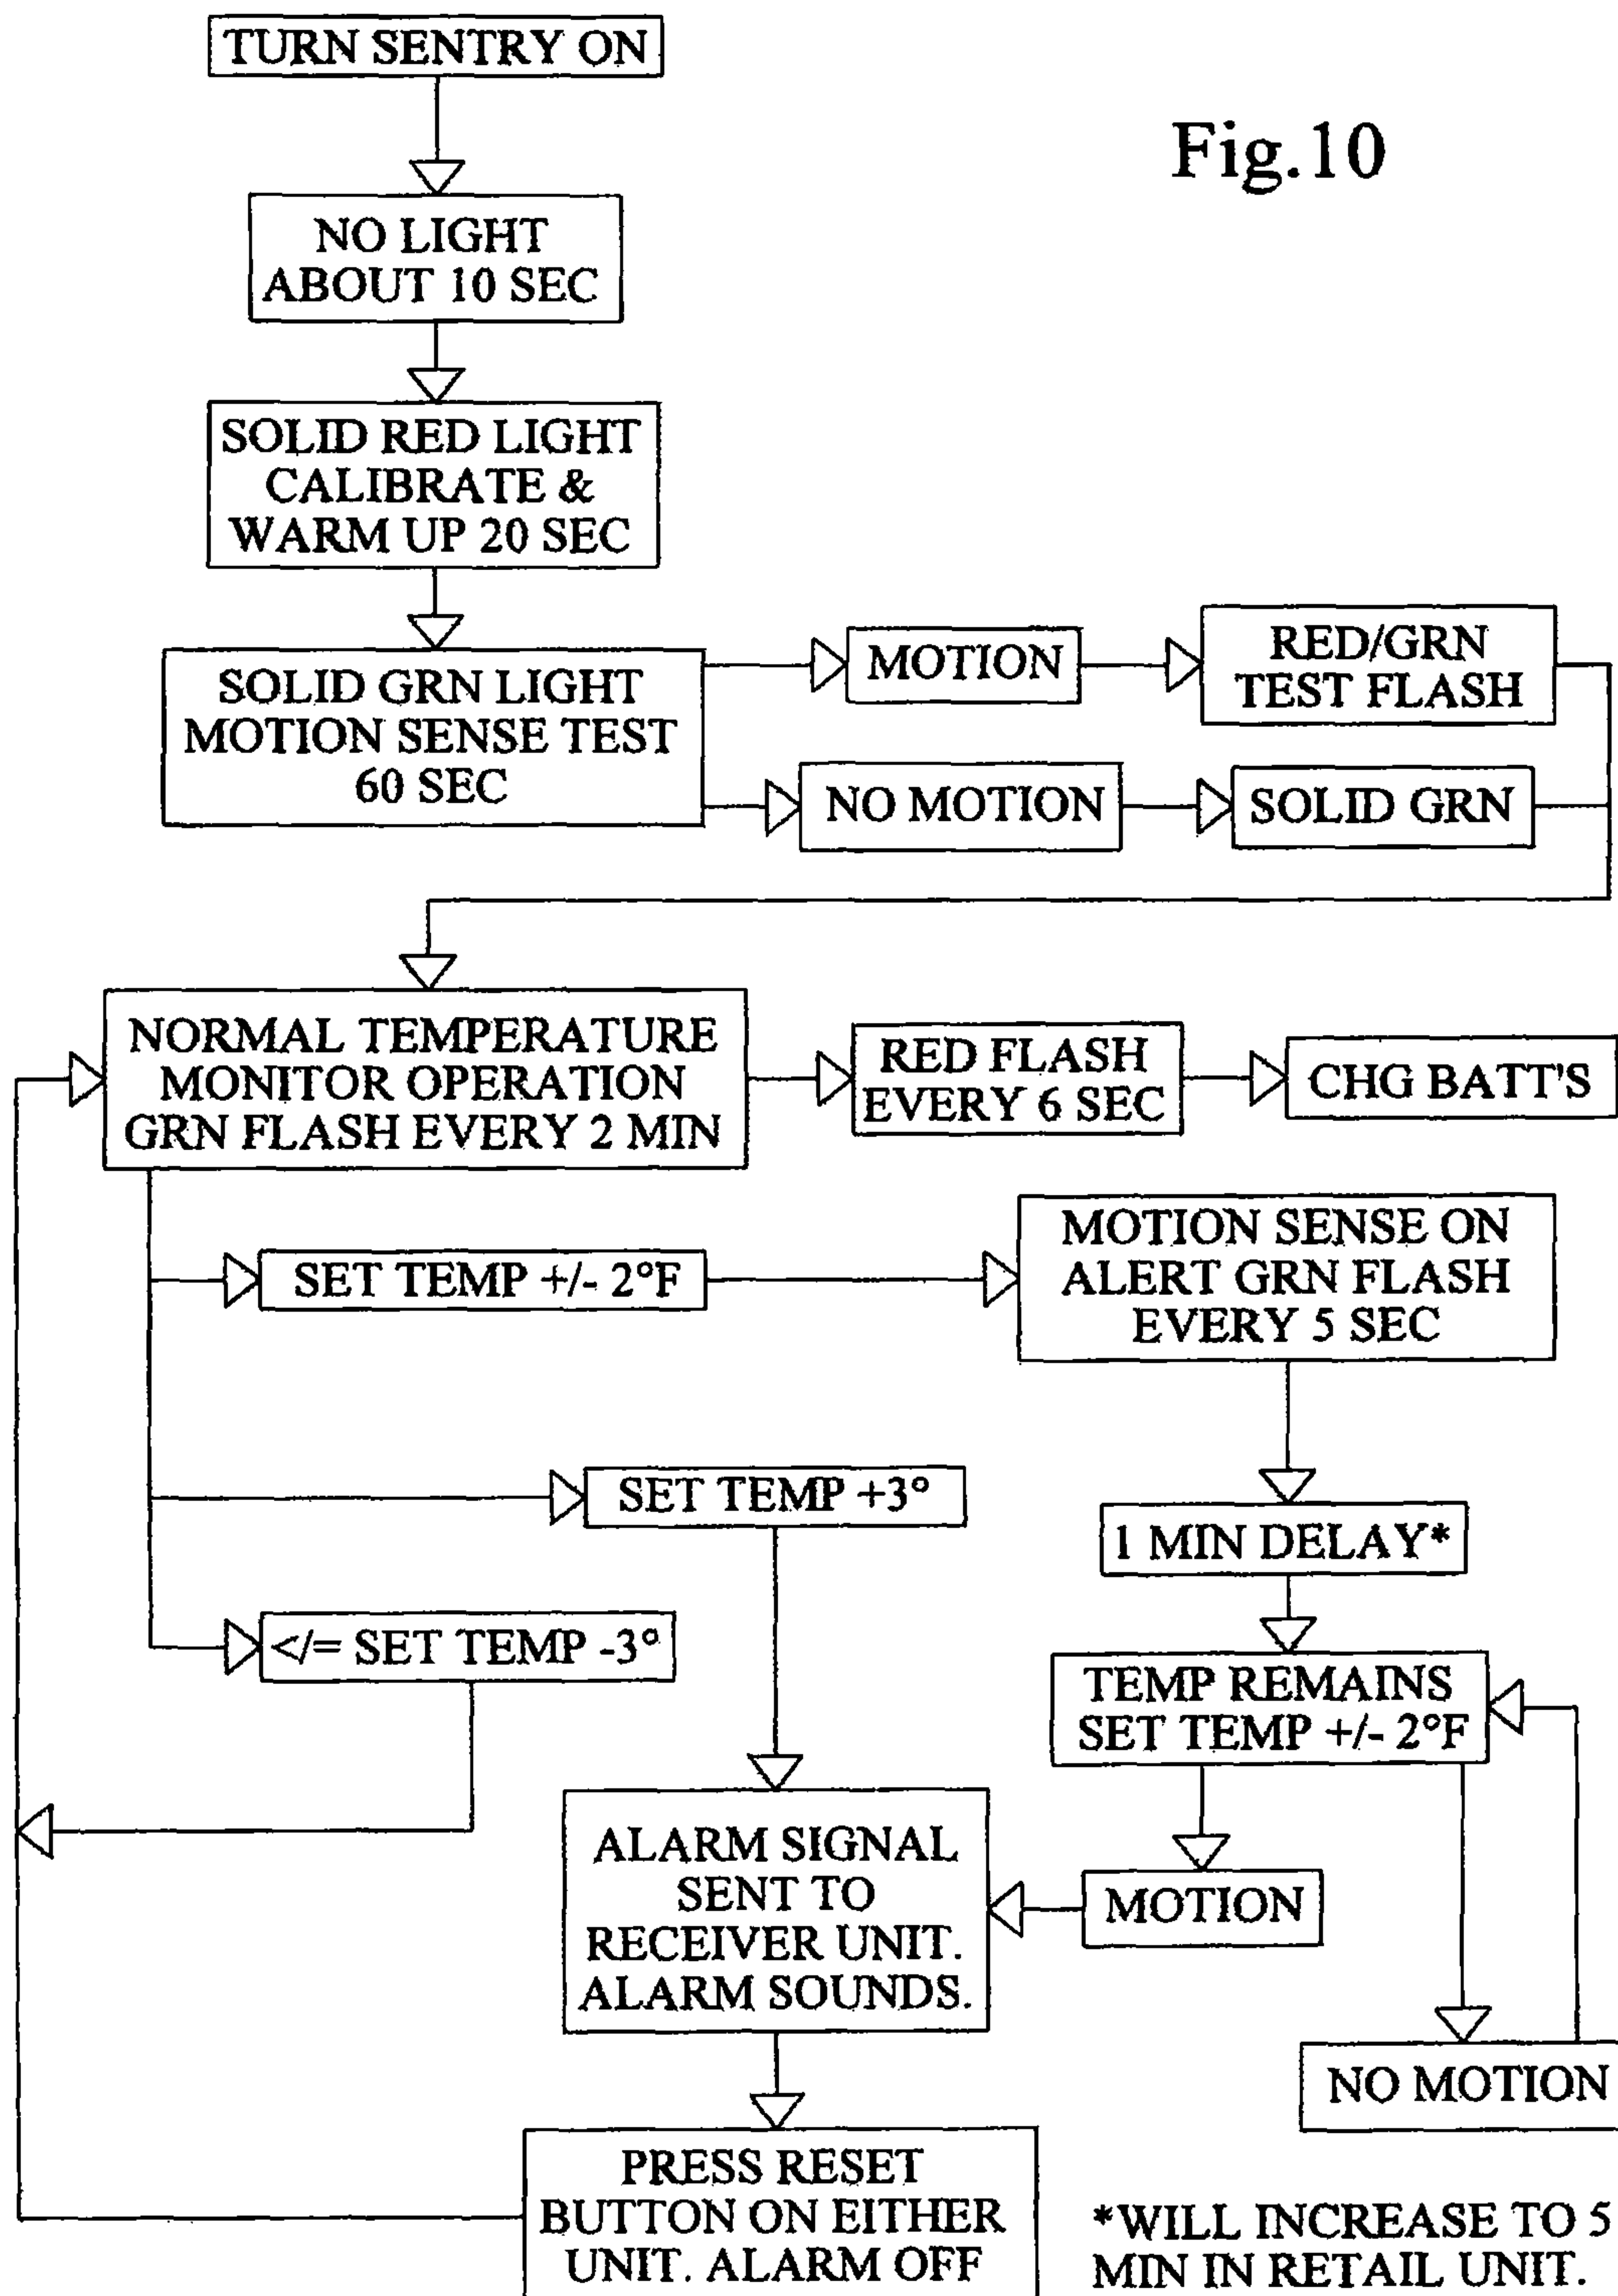 TURN SENTRY ON
Fig.10
NO LIGHT
ABOUT 10 SEC
SOLID RED LIGHT
CALIBRATE &
WARM UP 20 SEC
SOLID GRN LIGHT
MOTION SENSE TEST
60 SEC
MOTION
RED/GRN
TEST FLASH
NO MOTION
SOLID GRN
NORMAL TEMPERATURE
MONITOR OPERATION
GRN FLASH EVERY 2 MIN
RED FLASH
EVERY 6 SEC
CHG BATT'S
SET TEMP +/- 2°F
MOTION SENSE ON
ALERT GRN FLASH
EVERY 5 SEC
SET TEMP +3°
1 MIN DELAY*
</= SET TEMP -3°
TEMP REMAINS
SET TEMP +/- 2°F
ALARM SIGNAL
SENT TO
RECEIVER UNIT.
ALARM SOUNDS.
MOTION
NO MOTION
PRESS RESET
BUTTON ON EITHER
UNIT. ALARM OFF
*WILL INCREASE TO 5
MIN IN RETAIL UNIT.